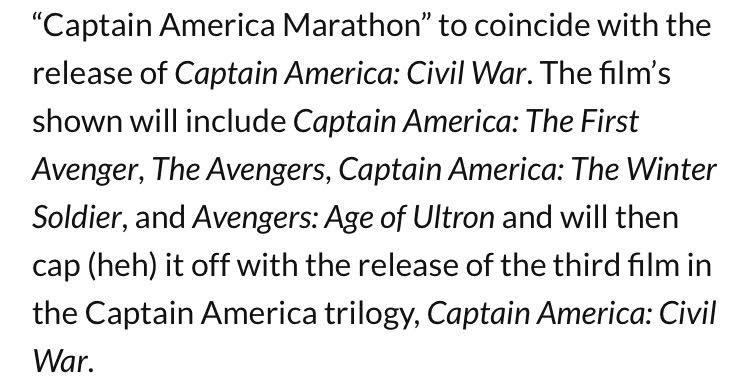 “Captain America Marathon” to coincide with the
release of Captain America: Civil War. The film’s
shown will include Captain America: The First
Avenger, The Avengers, Captain America: The Winter
Soldier, and Avengers: Age of Ultron and will then
cap (heh) it off with the release of the third film in
the Captain America trilogy, Captain America: Civil
War.